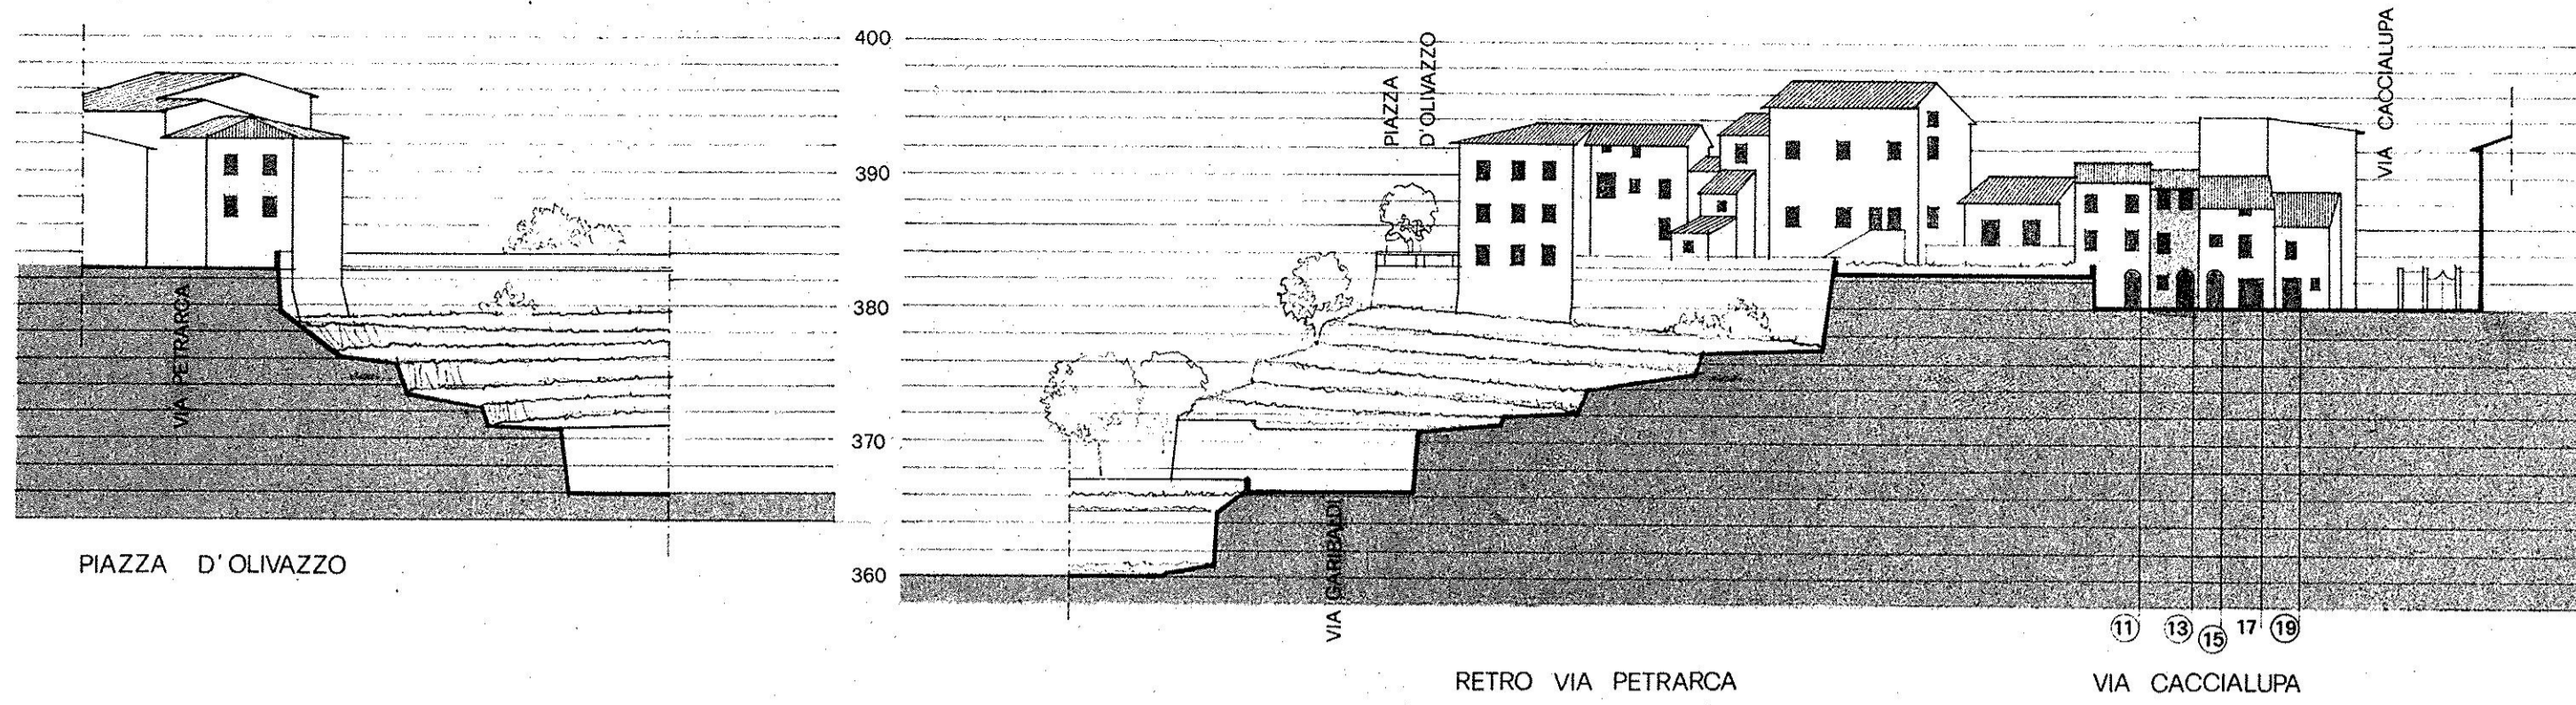 400
390
380
370
360
VIA PETRARCA
PIAZZA D'OLIVAZZO
PIAZZA
D'OLIVAZZO
VIA CACCIALUPA
VIA GARIBALDI
11 13 15 17 19
RETRO VIA PETRARCA
VIA CACCIALUPA